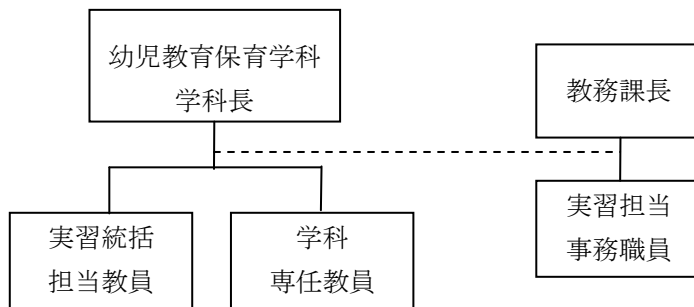 幼児教育保育学科
学科長
教務課長
実習統括
担当教員
学科
専任教員
実習担当
事務職員